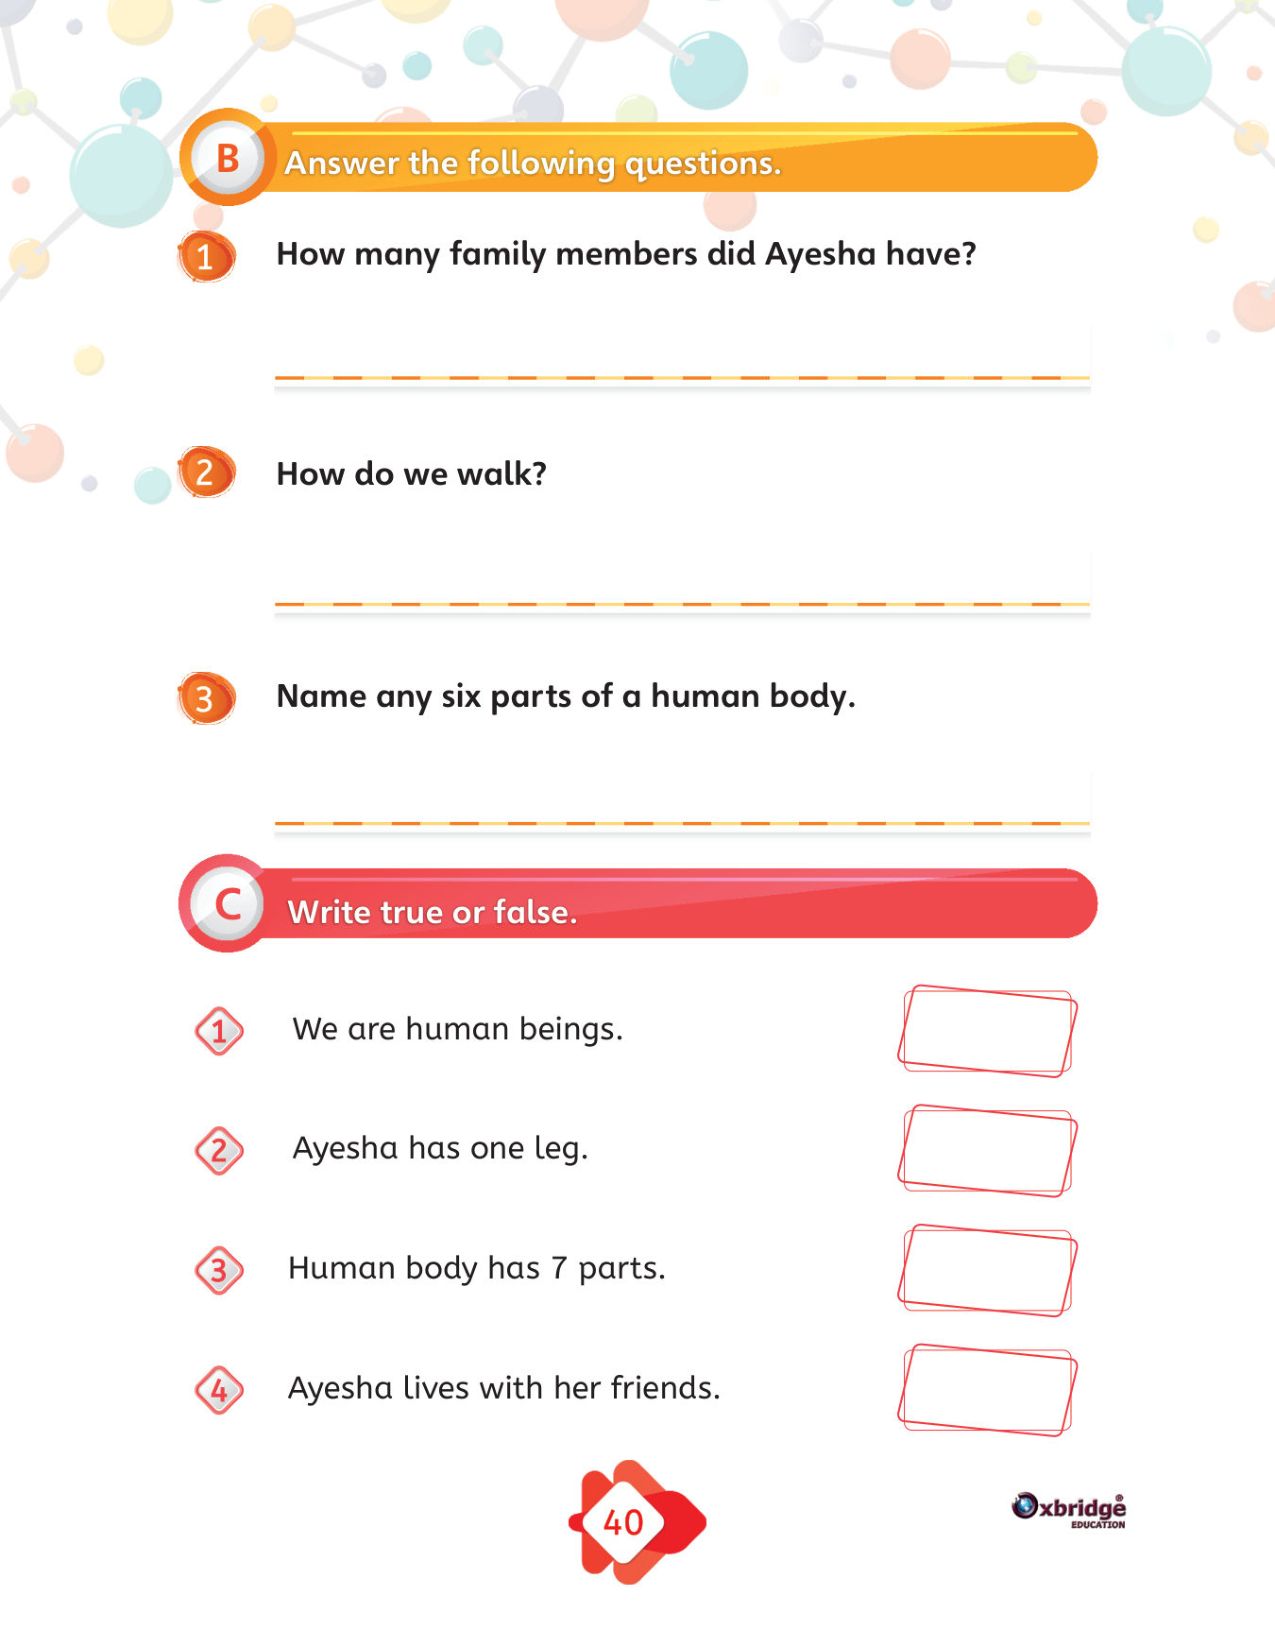 B Answer the following questions.
1 How many family members did Ayesha have?
2 How do we walk?
3 Name any six parts of a human body.
C Write true or false.
1 We are human beings.
2 Ayesha has one leg.
3 Human body has 7 parts.
4 Ayesha lives with her friends.
40
Oxbridge®
EDUCATION